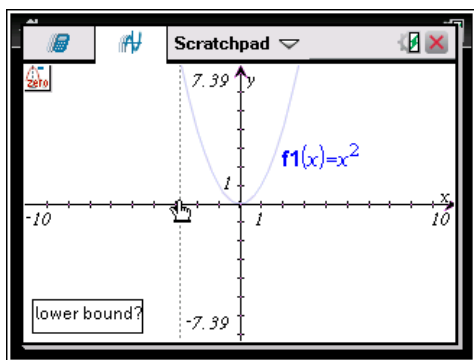 Scratchpad
zero
7.39
y
f1(x)=x²
1
x
-10
1
10
lower bound?
-7.39